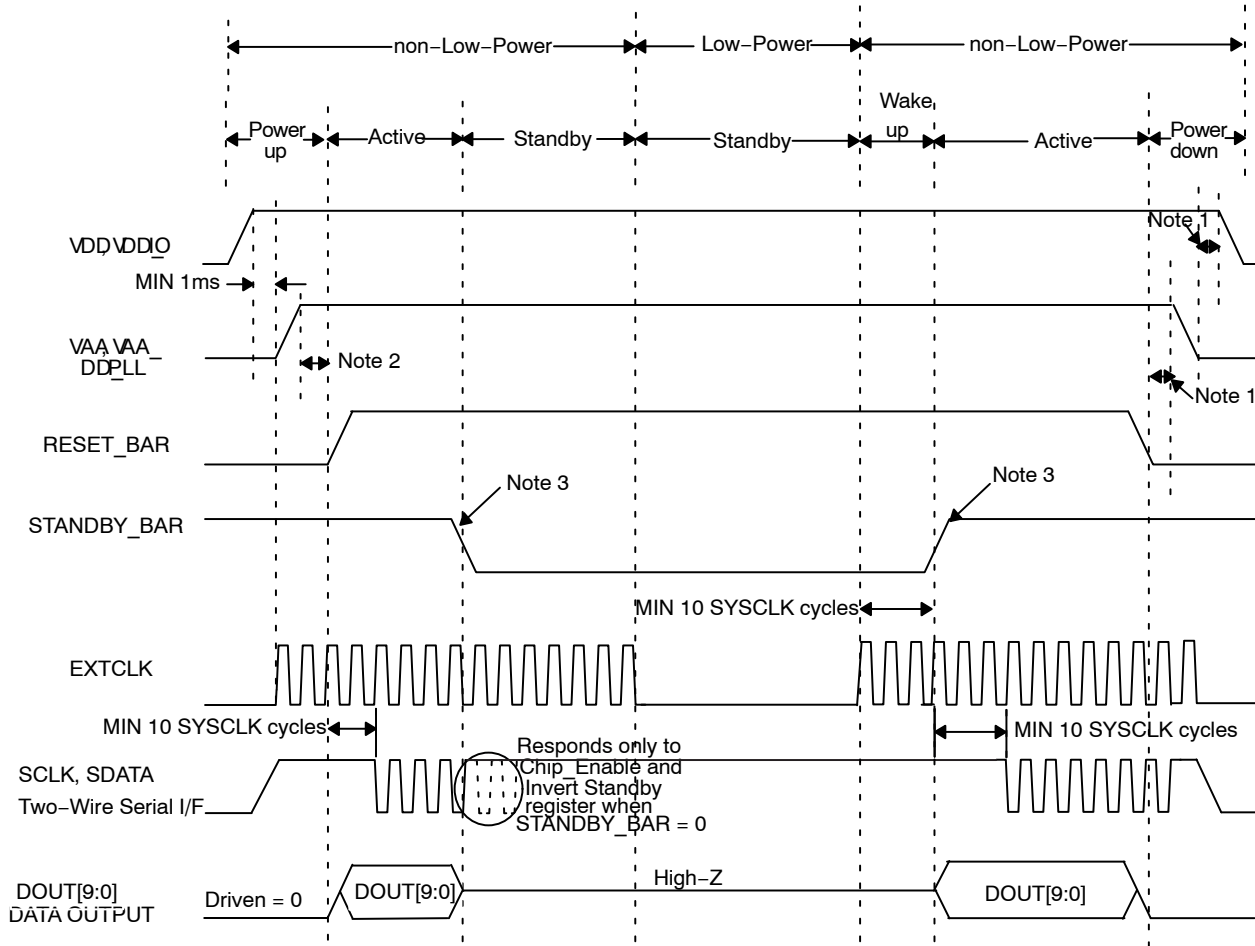 non−Low−Power
Low−Power
non−Low−Power
Power
up
Active
Standby
Standby
Wake
up
Active
Power
down
VDD,VDDIO
Note 1
MIN 1ms
VAA,VAA_
DDPLL
Note 2
Note 1
RESET_BAR
Note 3
Note 3
STANDBY_BAR
MIN 10 SYSCLK cycles
EXTCLK
MIN 10 SYSCLK cycles
MIN 10 SYSCLK cycles
SCLK, SDATA
Two−Wire Serial I/F
Responds only to
Chip_Enable and
Invert Standby
register when
STANDBY_BAR = 0
DOUT[9:0]
DATA OUTPUT
Driven = 0
DOUT[9:0]
High−Z
DOUT[9:0]